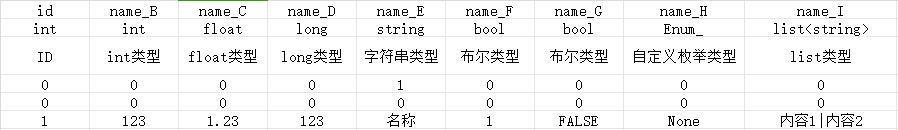 id name_B name_C name_D name_E name_F name_G name_H name_I
int int float long string bool bool Enum_ list<string>
ID int类型 float类型 long类型 字符串类型 布尔类型 布尔类型 自定义枚举类型 list类型
0 0 0 0 1 0 0 0 0
0 0 0 0 0 0 0 0 0
1 123 1.23 123 名称 1 FALSE None 内容1|内容2